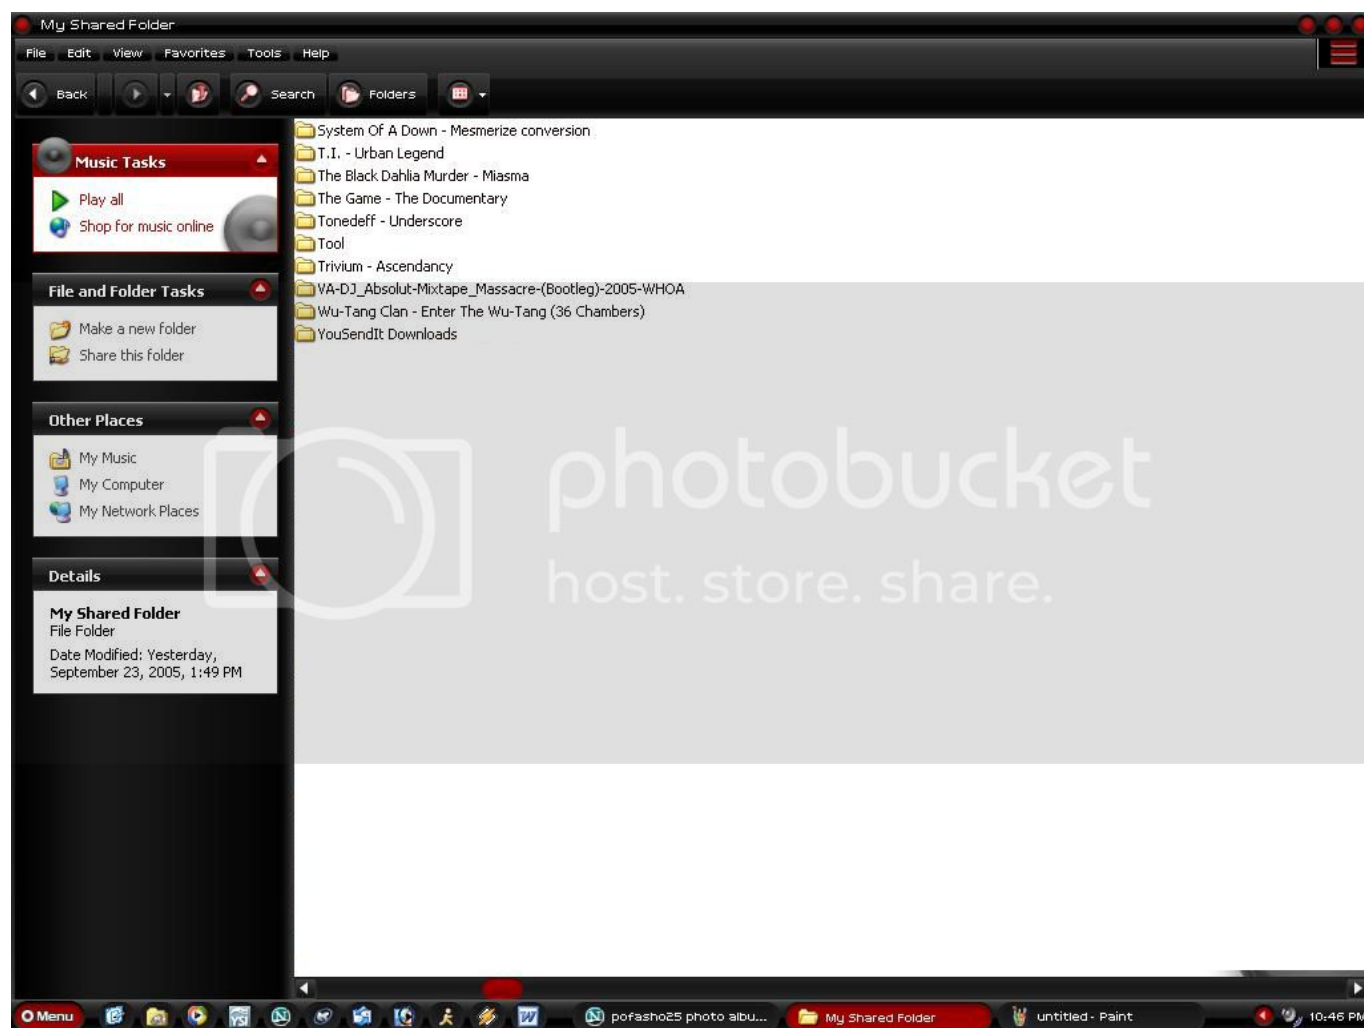 My Shared Folder
File Edit View Favorites Tools Help
Back Search Folders
Music Tasks
Play all
Shop for music online
File and Folder Tasks
Make a new folder
Share this folder
Other Places
My Music
My Computer
My Network Places
Details
My Shared Folder
File Folder
Date Modified: Yesterday,
September 23, 2005, 1:49 PM
System Of A Down - Mesmerize conversion
T.I. - Urban Legend
The Black Dahlia Murder - Miasma
The Game - The Documentary
Tonedeff - Underscore
Tool
Trivium - Ascendancy
VA-DJ_Absolut-Mixtape_Massacre-(Bootleg)-2005-WHOA
Wu-Tang Clan - Enter The Wu-Tang (36 Chambers)
YouSendIt Downloads
photobucket
host. store. share.
Menu YSI N W N pofasho25 photo albu... My Shared Folder untitled - Paint 10:46 PM